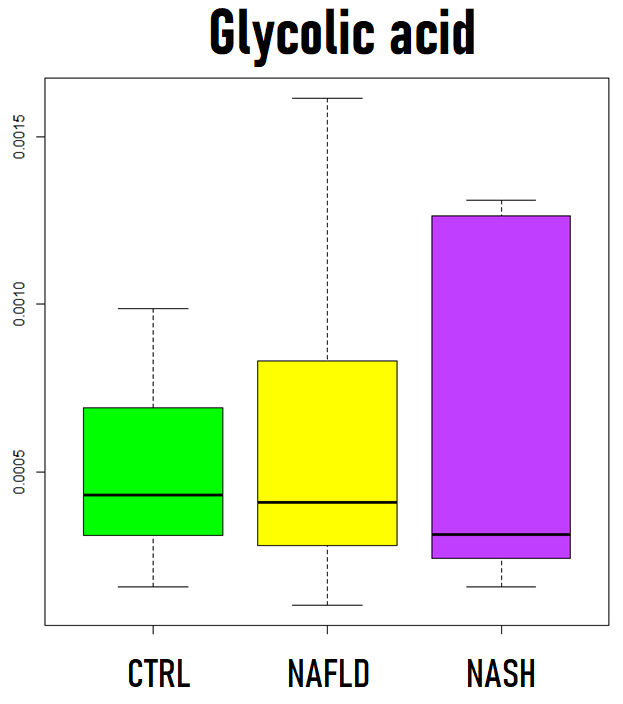 Glycolic acid
0.0015
0.0010
0.0005
CTRL NAFLD NASH